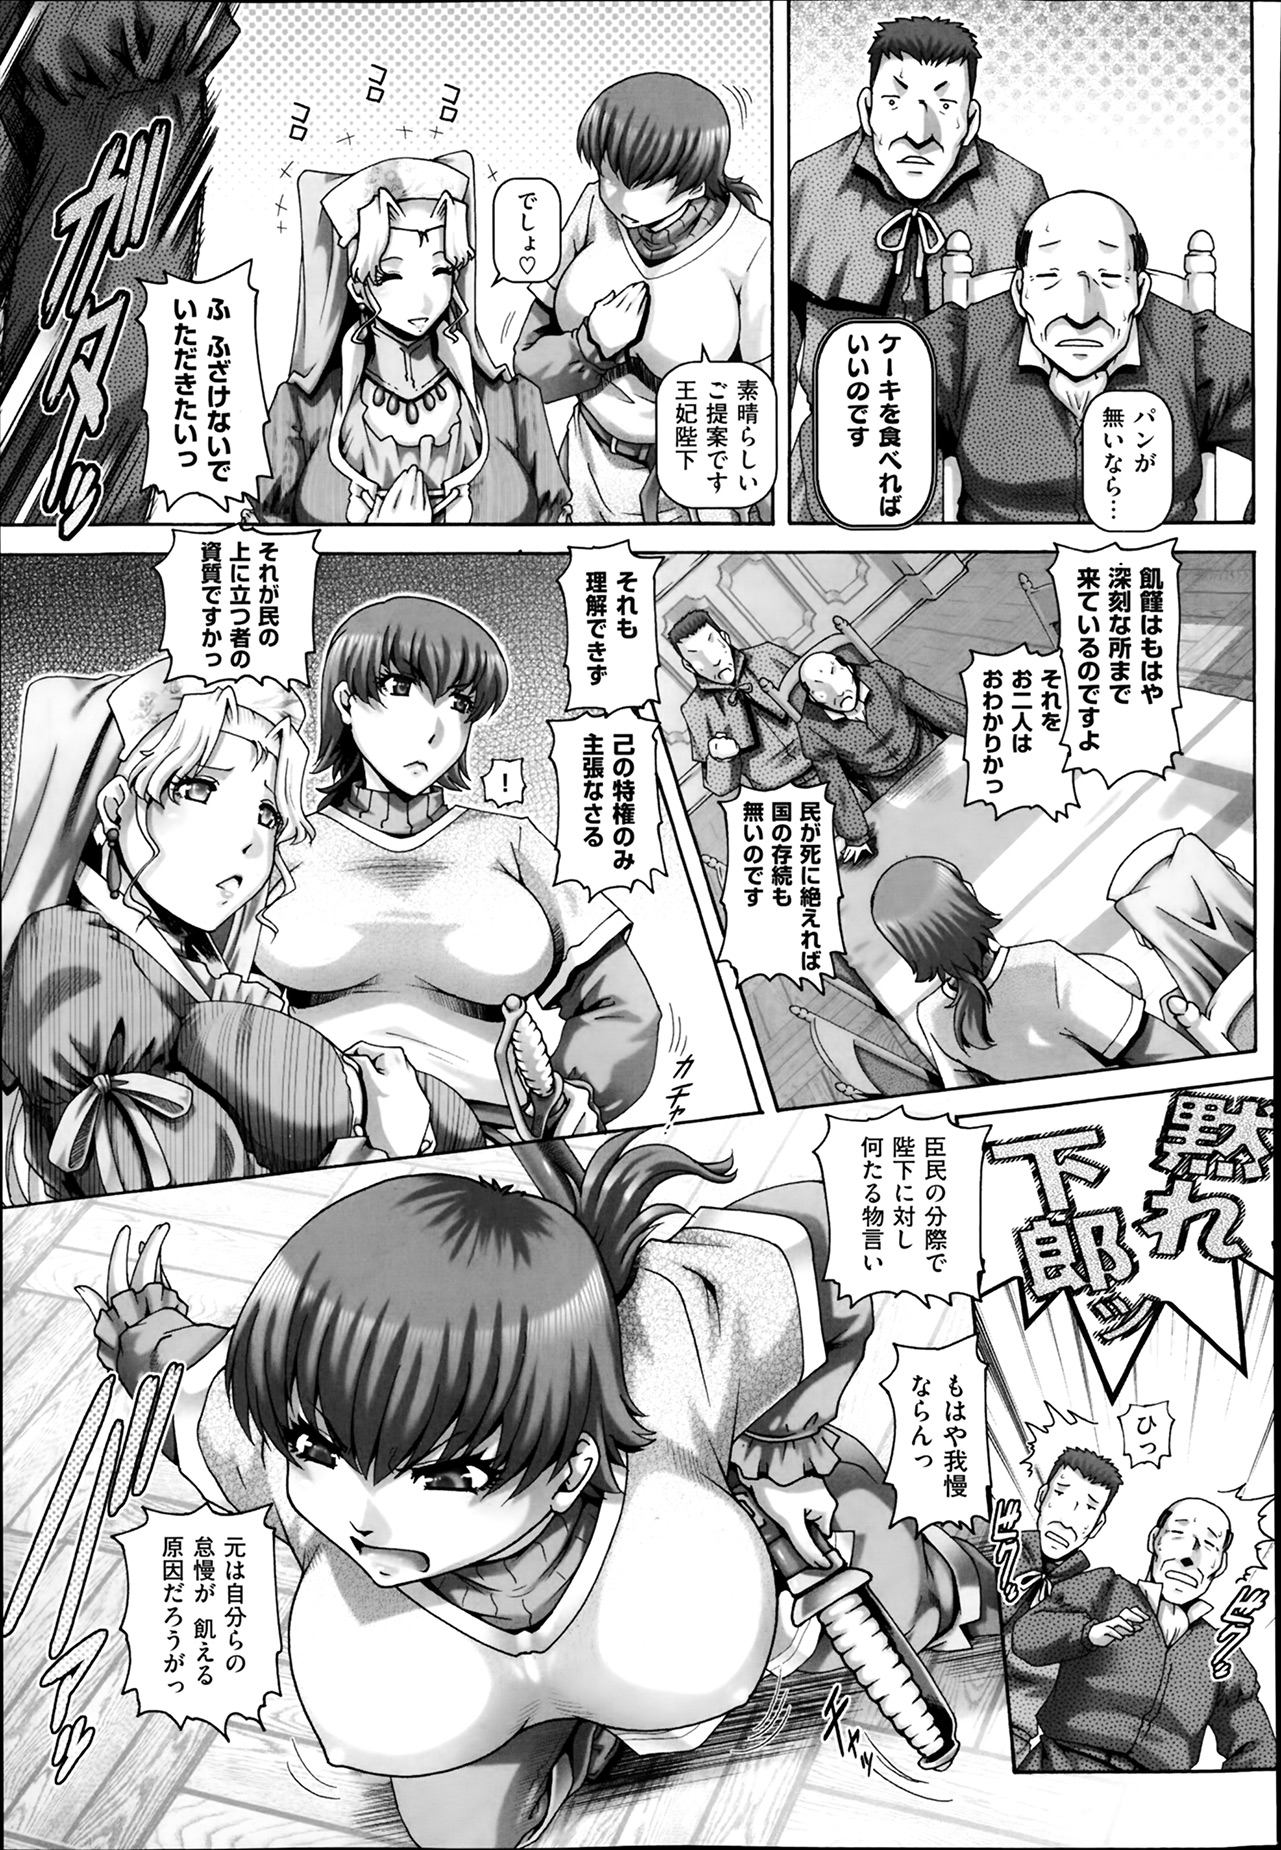 パンが
無いなら…
ケーキを食べれば
いいのです
素晴らしい
ご提案です
王妃陛下
でしょ♡
コロ
コロ
コロ
ふ ふざけないで
いただきたいっ
ガタッ
飢饉はもはや
深刻な所まで
来ているのですよ
それを
お二人は
おわかりかっ
民が死に絶えれば
国の存続も
無いのです
それも
理解できず
己の特権のみ
主張なさる
それが民の
上に立つ者の
資質ですかっ
!
カチャ
黙れ
下郎ッ
ひっ
ビク
ビク
臣民の分際で
陛下に対し
何たる物言い
もはや我慢
ならんっ
元は自分らの
怠慢が 飢える
原因だろうがっ
チャッ